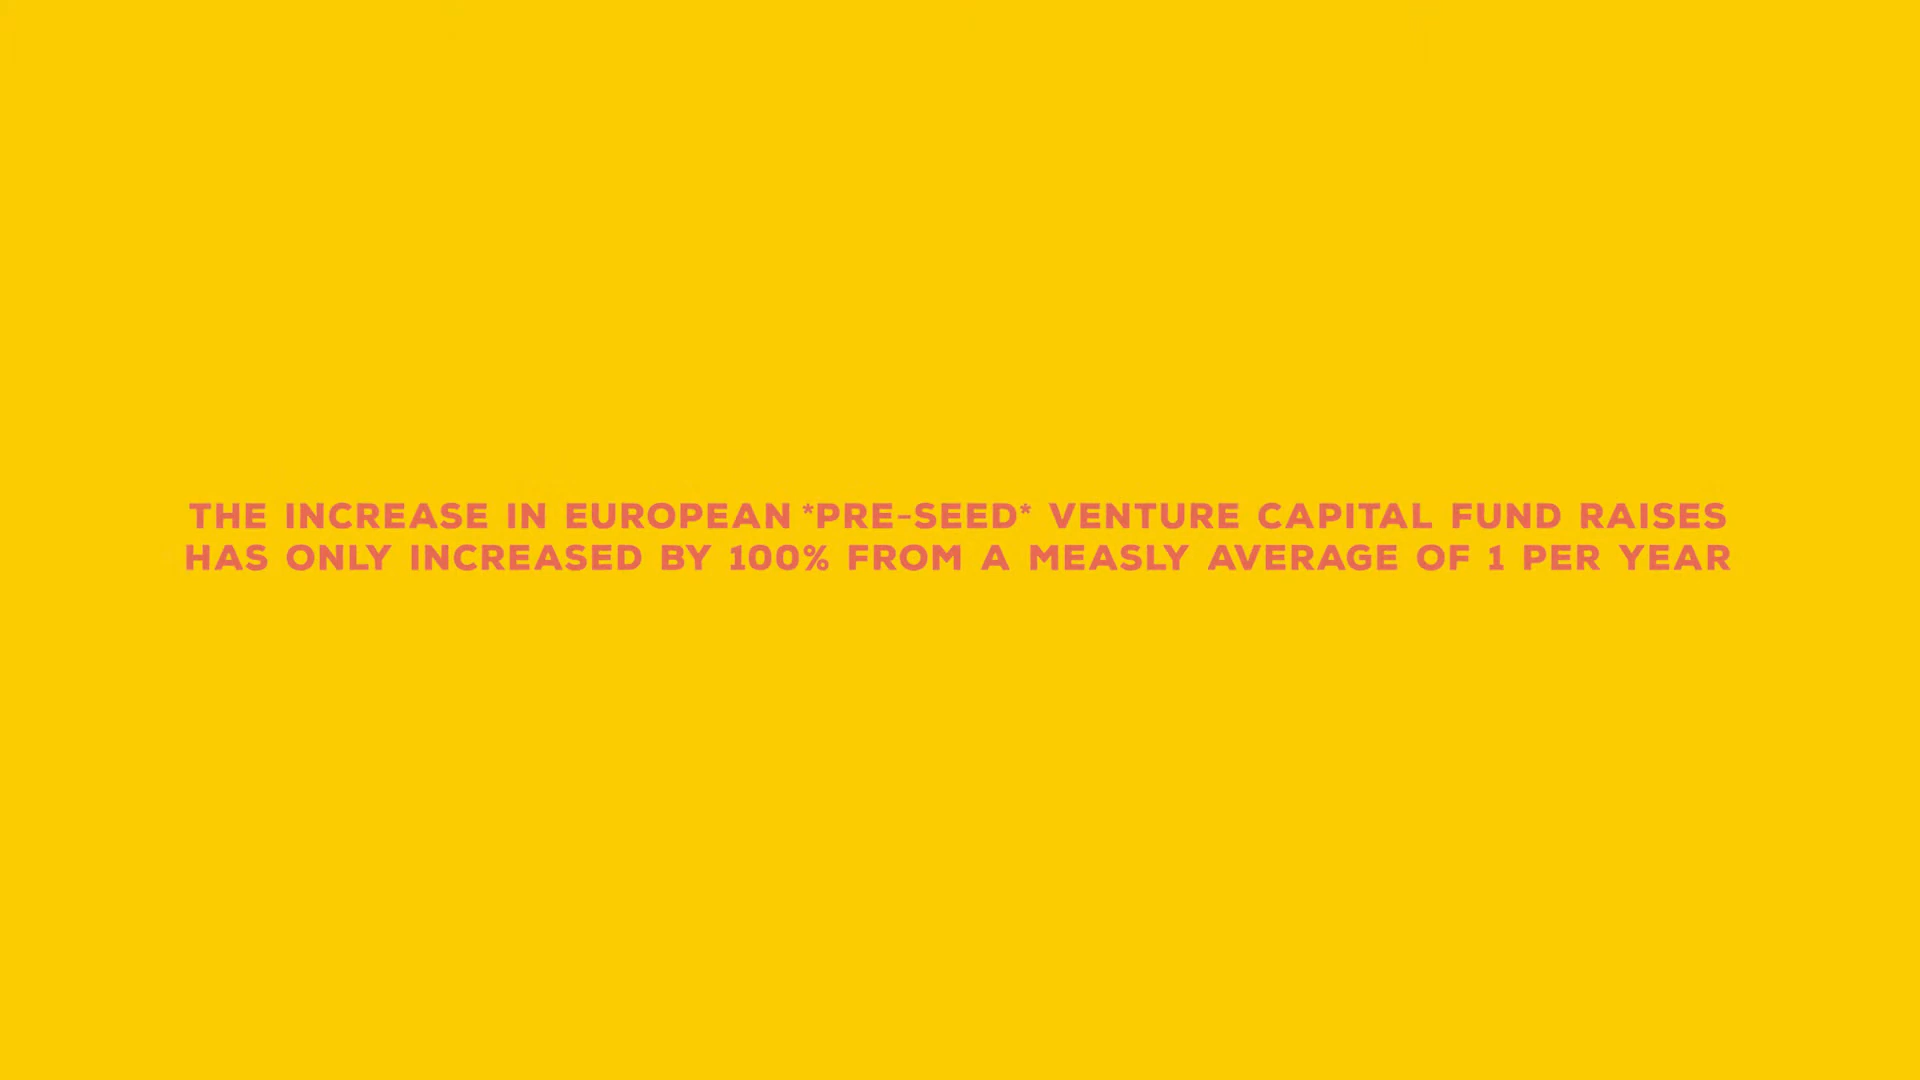 THE INCREASE IN EUROPEAN *PRE-SEED* VENTURE CAPITAL FUND RAISES
HAS ONLY INCREASED BY 100% FROM A MEASLY AVERAGE OF 1 PER YEAR